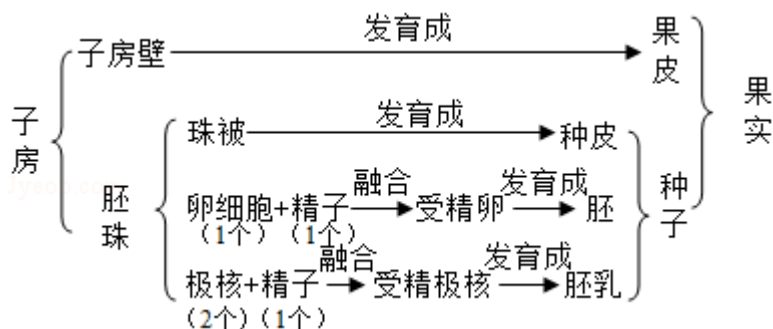 子房
子房壁 发育成 果皮
果实
胚珠
珠被 发育成 种皮
种子
卵细胞+精子 融合 受精卵 发育成 胚
（1个）（1个）
极核+精子 融合 受精极核 发育成 胚乳
（2个）（1个）